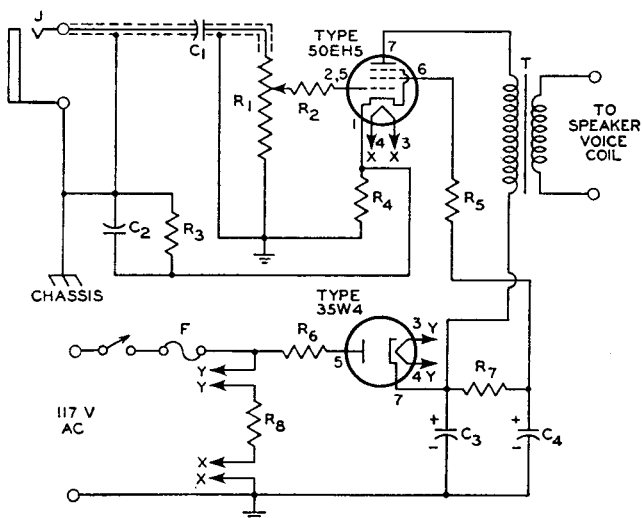 J
C1
TYPE
50EH5
7
2,5
6
R1
R2
1
4
3
X
X
T
TO
SPEAKER
VOICE
COIL
C2
R3
R4
R5
CHASSIS
TYPE
35W4
F
R6
3
Y
5
4
Y
7
Y
Y
R7
117 V
AC
R8
+
-
C3
+
-
C4
X
X